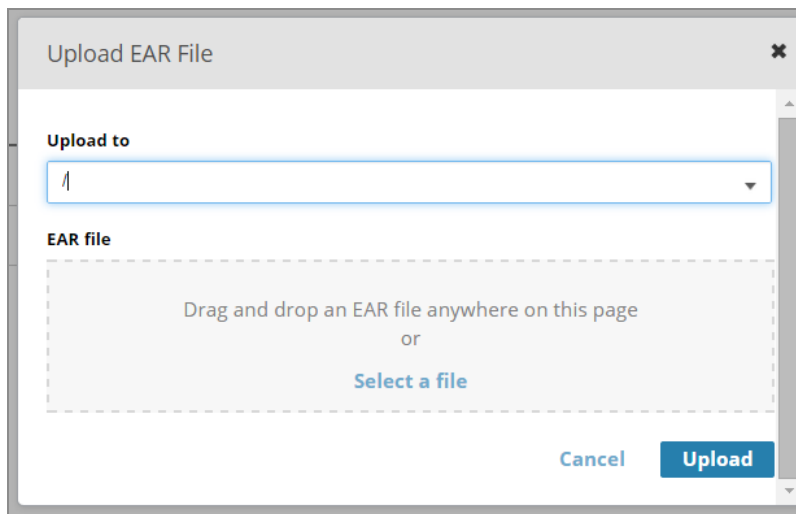 Upload EAR File
Upload to
/
EAR file
Drag and drop an EAR file anywhere on this page
or
Select a file
Cancel
Upload